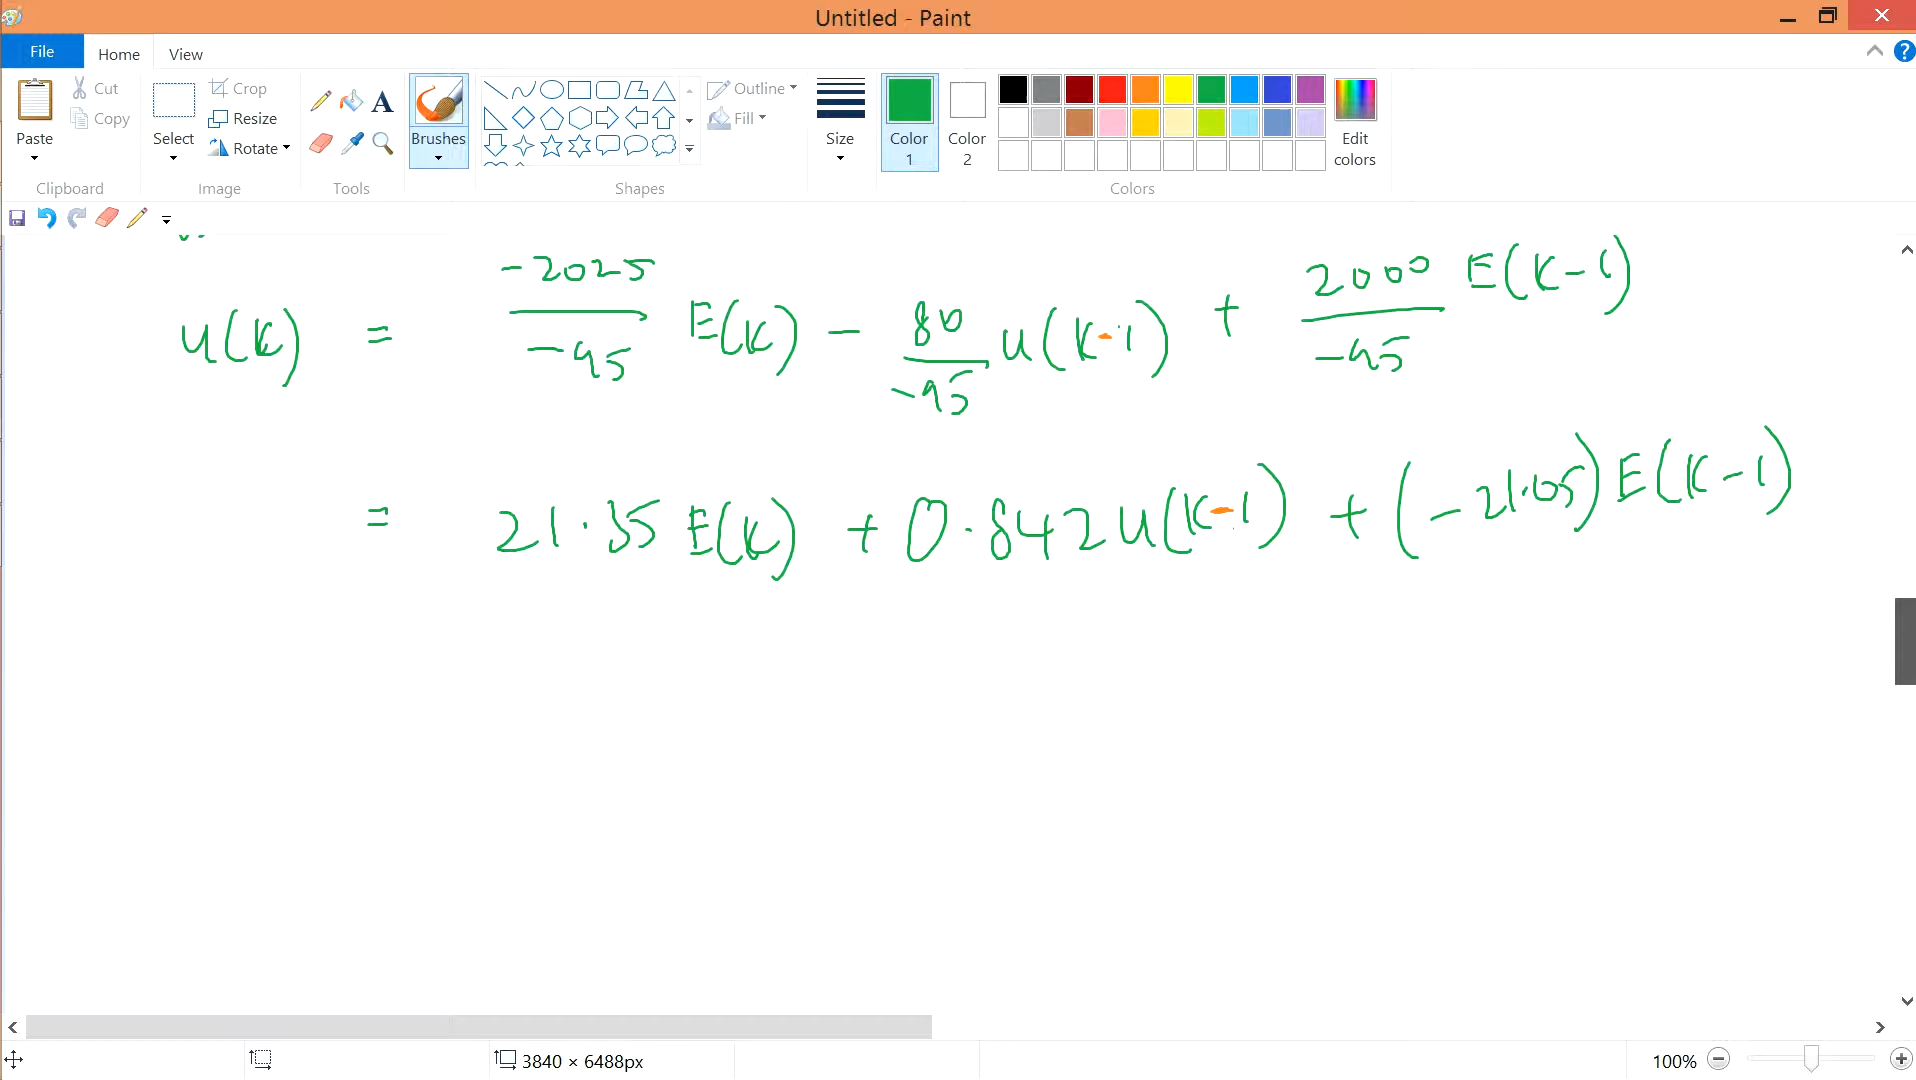 Untitled - Paint
File Home View
Paste
Cut
Copy
Clipboard
Select
Crop
Resize
Rotate
Image
A
Tools
Brushes
Shapes
Outline
Fill
Size
Color 1
Color 2
Edit colors
Colors
u(k) = -2025/-95 E(k) - 80/-95 u(k-1) + 2000/-95 E(k-1)
= 21.35 E(k) + 0.842 u(k-1) + (-21.05) E(k-1)
3840 × 6488px
100%